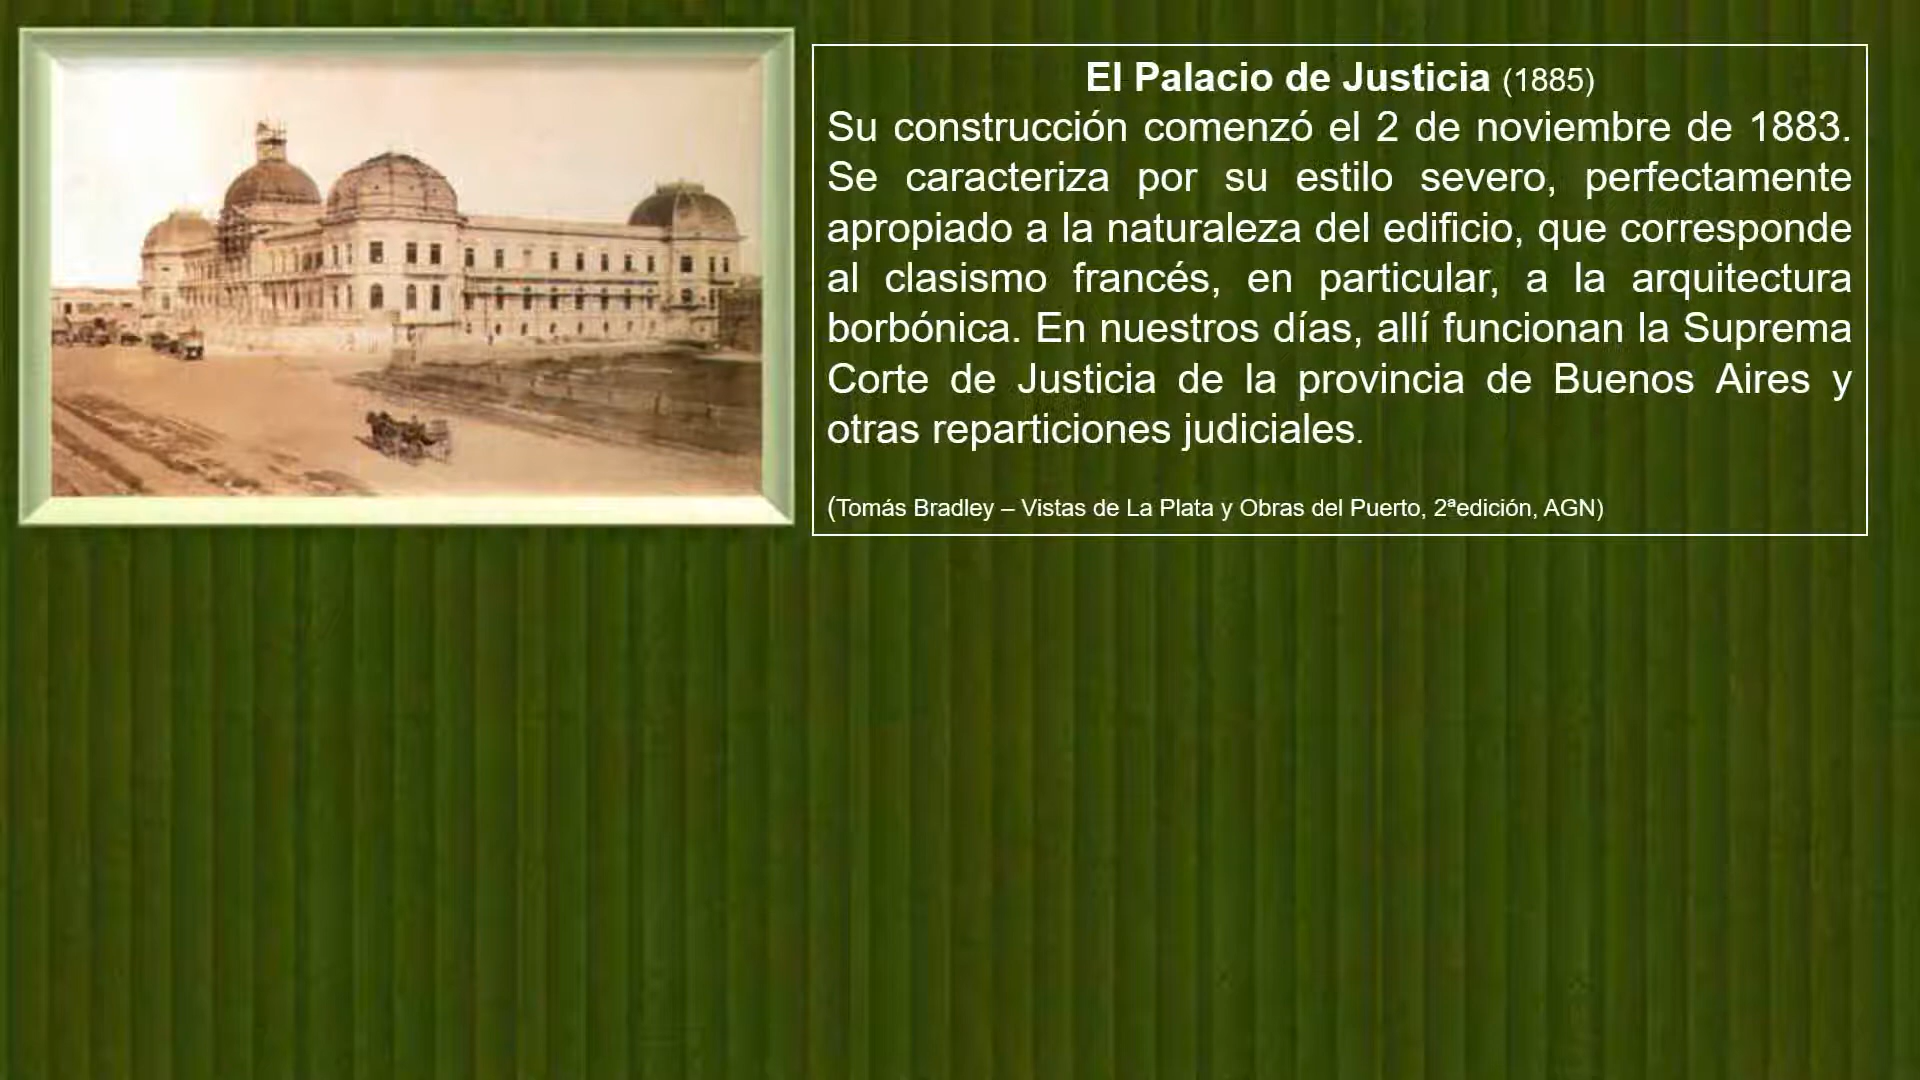 El Palacio de Justicia (1885)
Su construcción comenzó el 2 de noviembre de 1883.
Se caracteriza por su estilo severo, perfectamente
apropiado a la naturaleza del edificio, que corresponde
al clasismo francés, en particular, a la arquitectura
borbónica. En nuestros días, allí funcionan la Suprema
Corte de Justicia de la provincia de Buenos Aires y
otras reparticiones judiciales.
(Tomás Bradley – Vistas de La Plata y Obras del Puerto, 2ªedición, AGN)